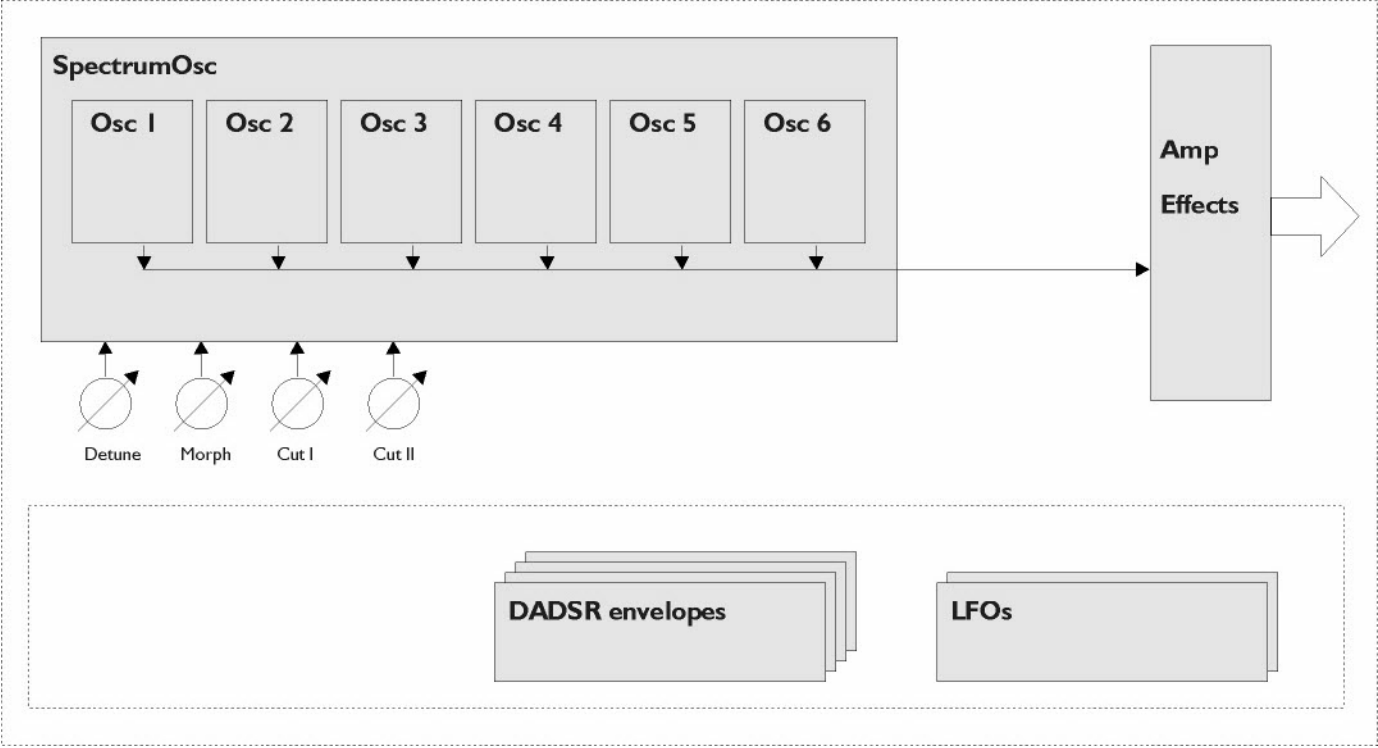 SpectrumOsc
Osc 1
Osc 2
Osc 3
Osc 4
Osc 5
Osc 6
Amp
Effects
Detune
Morph
Cut I
Cut II
DADSR envelopes
LFOs